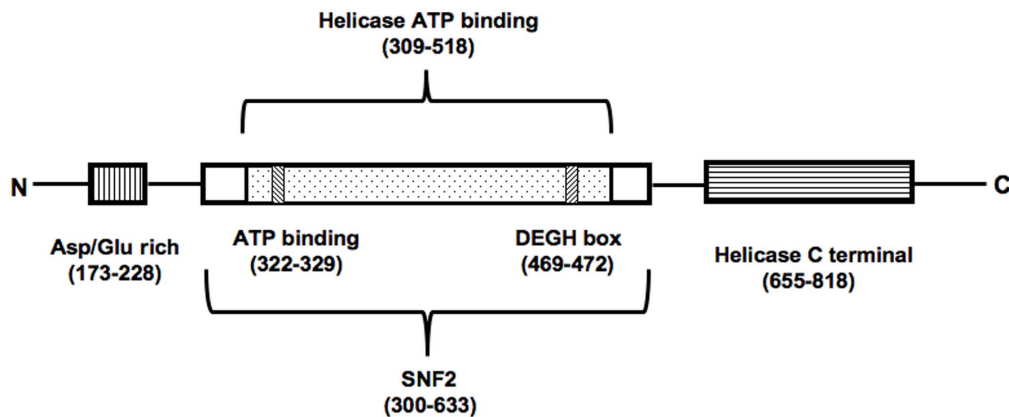 Helicase ATP binding
(309-518)
N
C
Asp/Glu rich
(173-228)
ATP binding
(322-329)
DEGH box
(469-472)
Helicase C terminal
(655-818)
SNF2
(300-633)